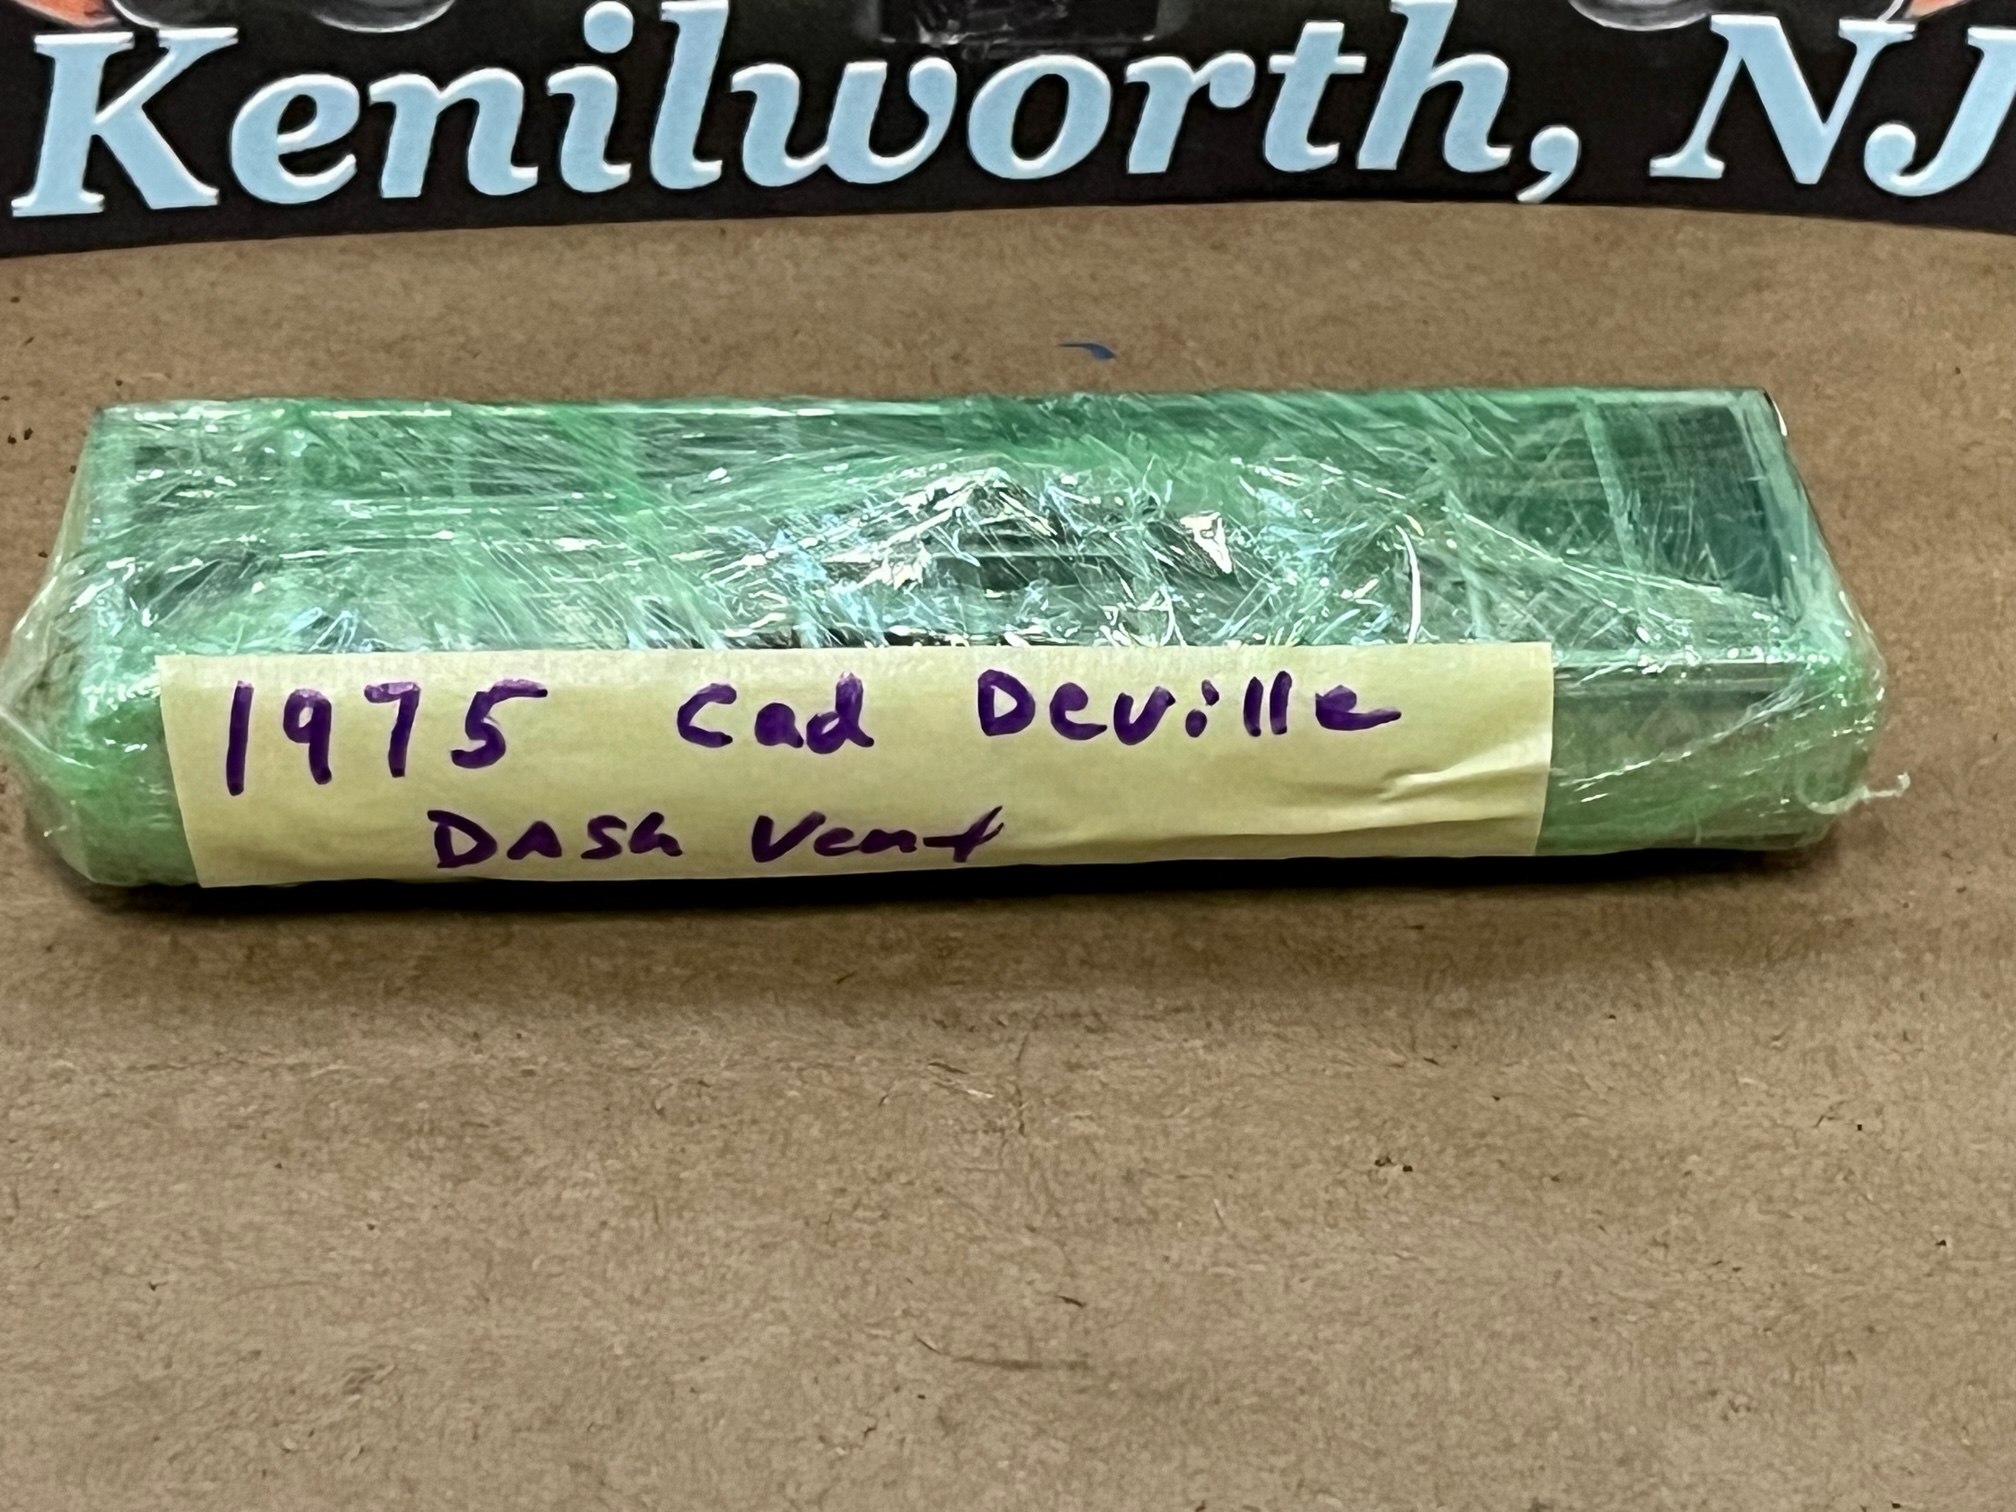 Kenilworth, NJ
1975 Cad Deville
DASh Vent